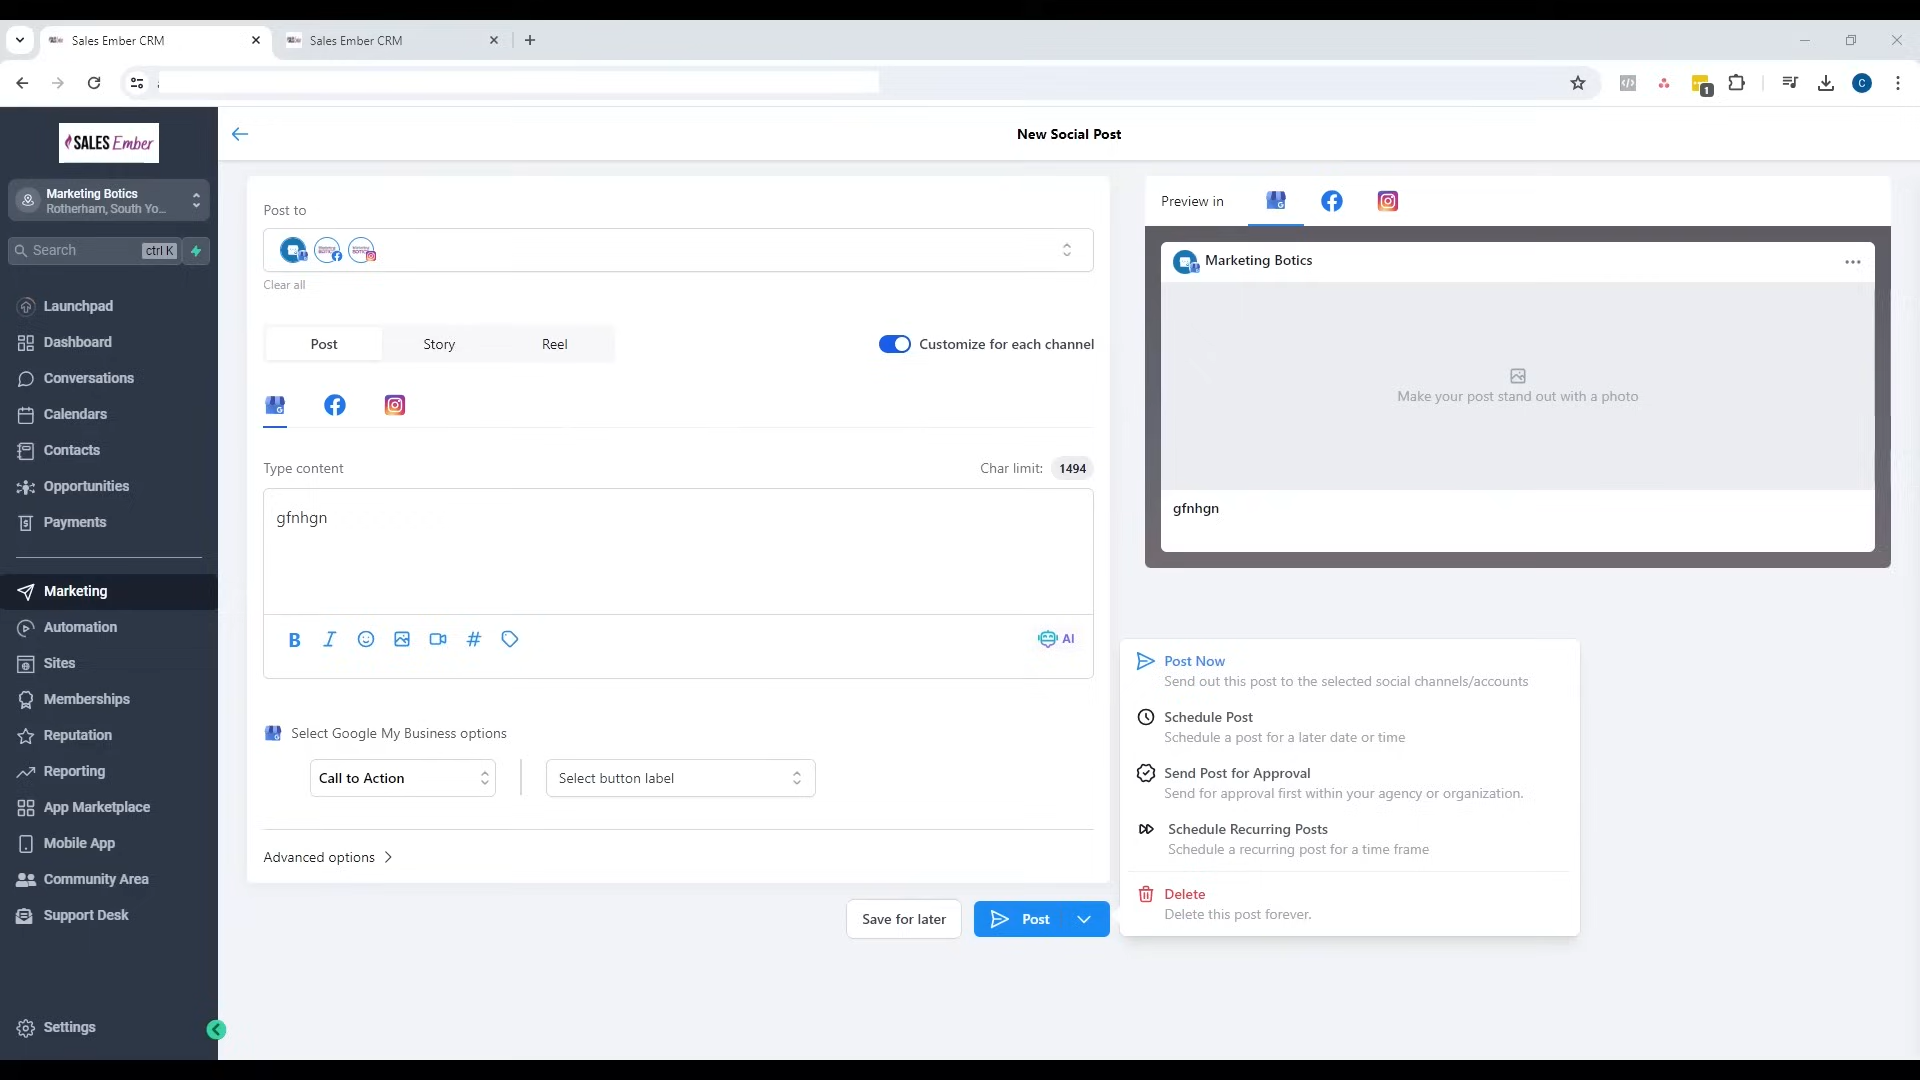 Sales Ember CRM
Sales Ember CRM
1
C
SALES Ember
Marketing Botics
Rotherham, South Yo...
Search
ctrl K
Launchpad
Dashboard
Conversations
Calendars
Contacts
Opportunities
Payments
Marketing
Automation
Sites
Memberships
Reputation
Reporting
App Marketplace
Mobile App
Community Area
Support Desk
Settings
New Social Post
Post to
Clear all
Post
Story
Reel
Customize for each channel
Type content
Char limit: 1494
gfnhgn
B
I
#
AI
Select Google My Business options
Call to Action
Select button label
Advanced options
Save for later
Post
Preview in
Marketing Botics
Make your post stand out with a photo
gfnhgn
Post Now
Send out this post to the selected social channels/accounts
Schedule Post
Schedule a post for a later date or time
Send Post for Approval
Send for approval first within your agency or organization.
Schedule Recurring Posts
Schedule a recurring post for a time frame
Delete
Delete this post forever.